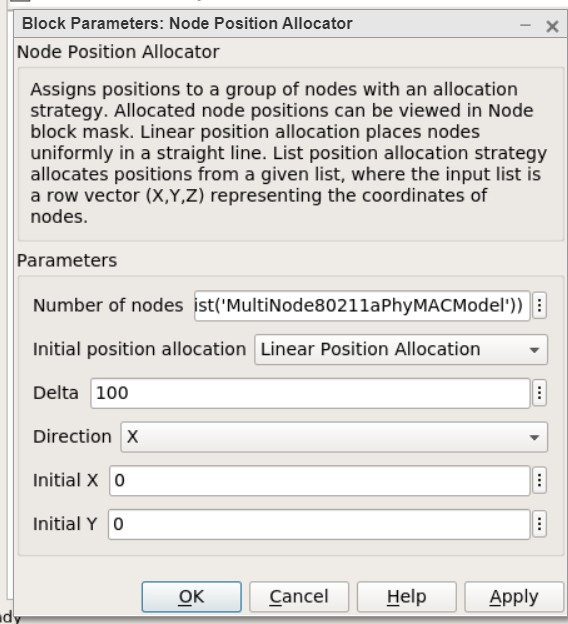 Block Parameters: Node Position Allocator
Node Position Allocator
Assigns positions to a group of nodes with an allocation
strategy. Allocated node positions can be viewed in Node
block mask. Linear position allocation places nodes
uniformly in a straight line. List position allocation strategy
allocates positions from a given list, where the input list is
a row vector (X,Y,Z) representing the coordinates of
nodes.
Parameters
Number of nodes ist('MultiNode80211aPhyMACModel'))
Initial position allocation Linear Position Allocation
Delta 100
Direction X
Initial X 0
Initial Y 0
OK Cancel Help Apply